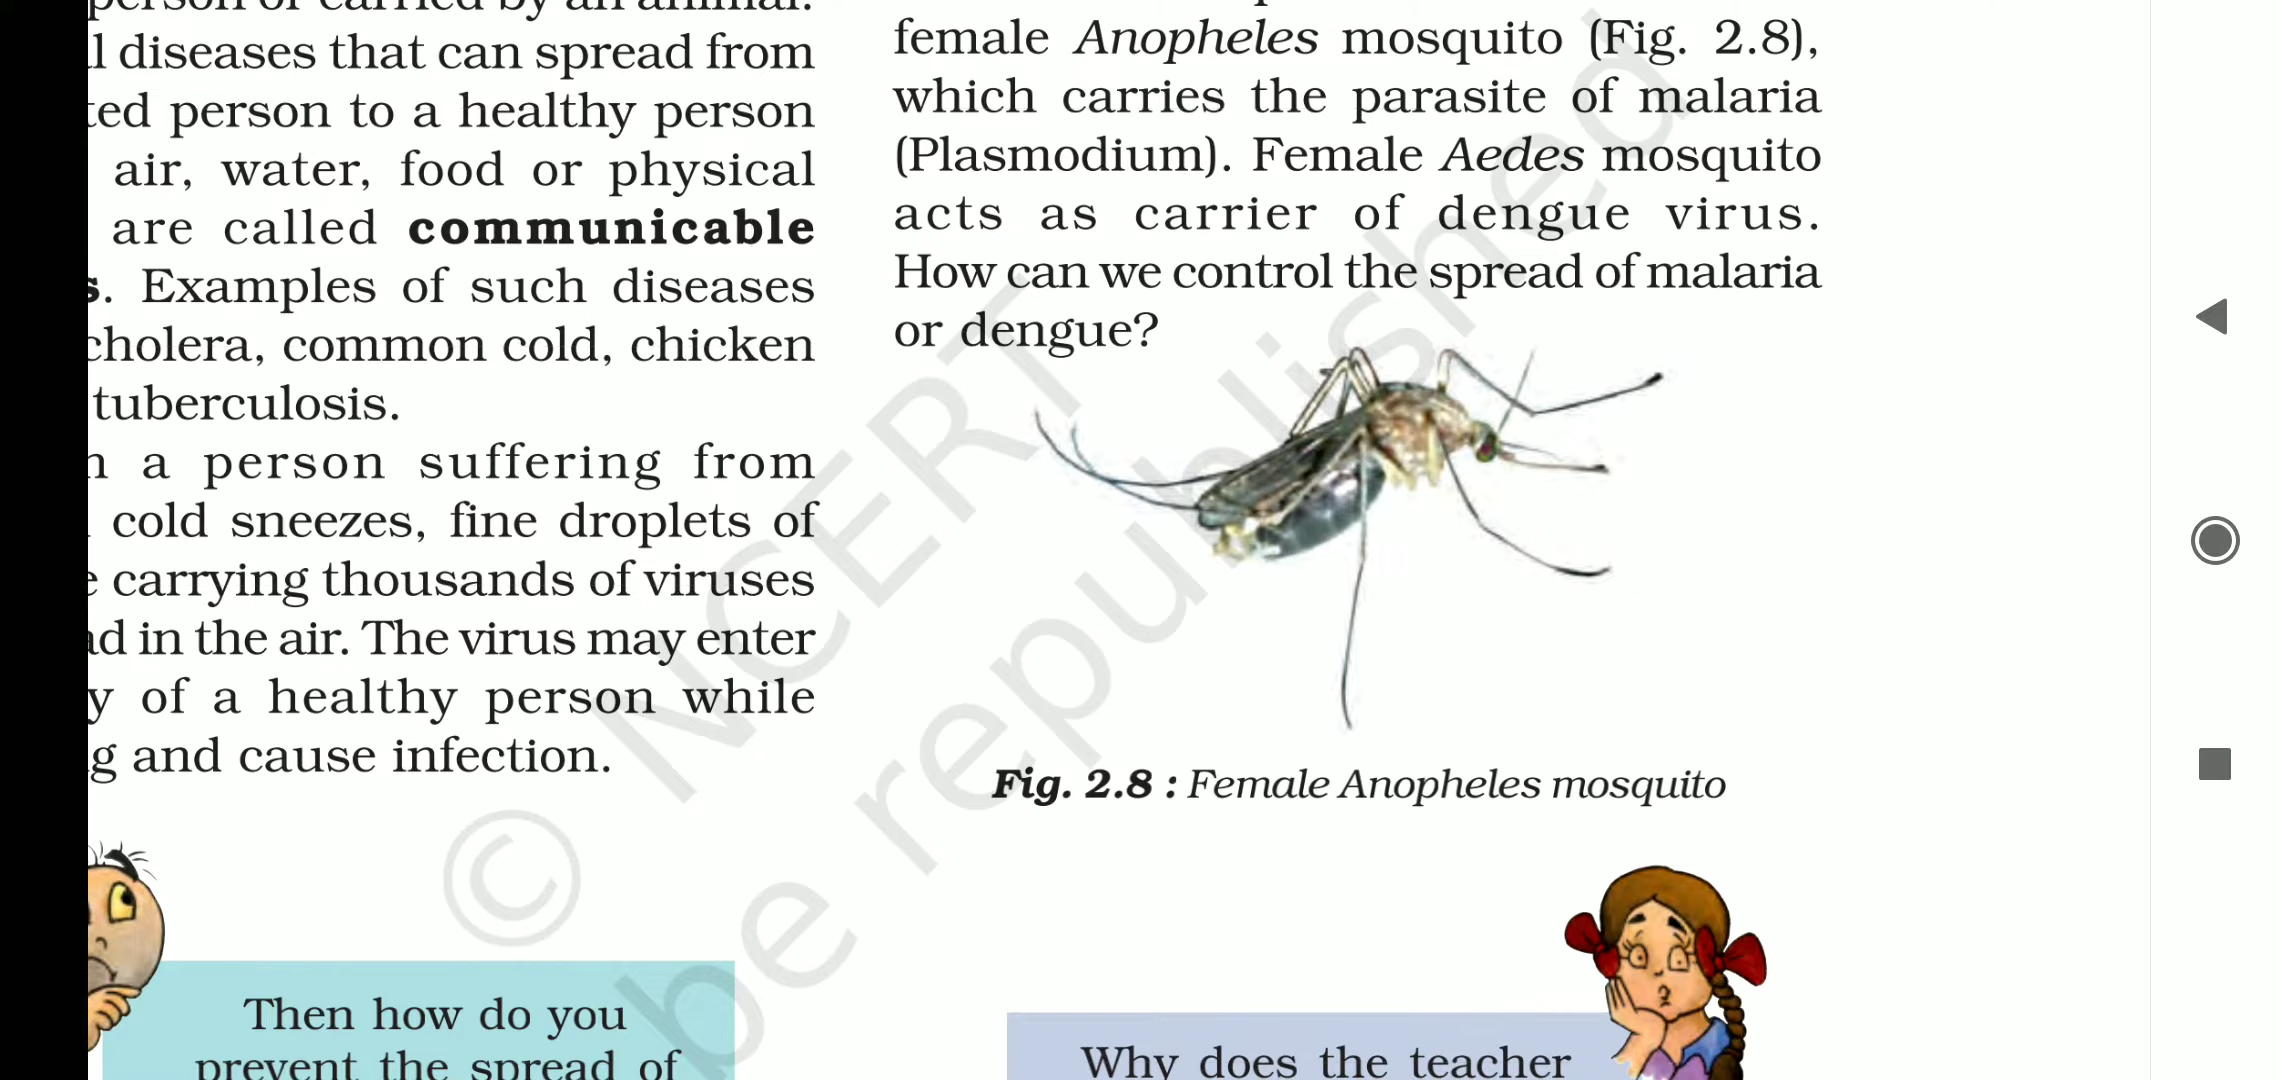 l diseases that can spread from
ted person to a healthy person
air, water, food or physical
are called communicable
s. Examples of such diseases
cholera, common cold, chicken
tuberculosis.
a person suffering from
cold sneezes, fine droplets of
carrying thousands of viruses
ad in the air. The virus may enter
y of a healthy person while
g and cause infection.
Then how do you
prevent the spread of
female Anopheles mosquito (Fig. 2.8),
which carries the parasite of malaria
(Plasmodium). Female Aedes mosquito
acts as carrier of dengue virus.
How can we control the spread of malaria
or dengue?
Fig. 2.8 : Female Anopheles mosquito
Why does the teacher
© NCERT
be republished